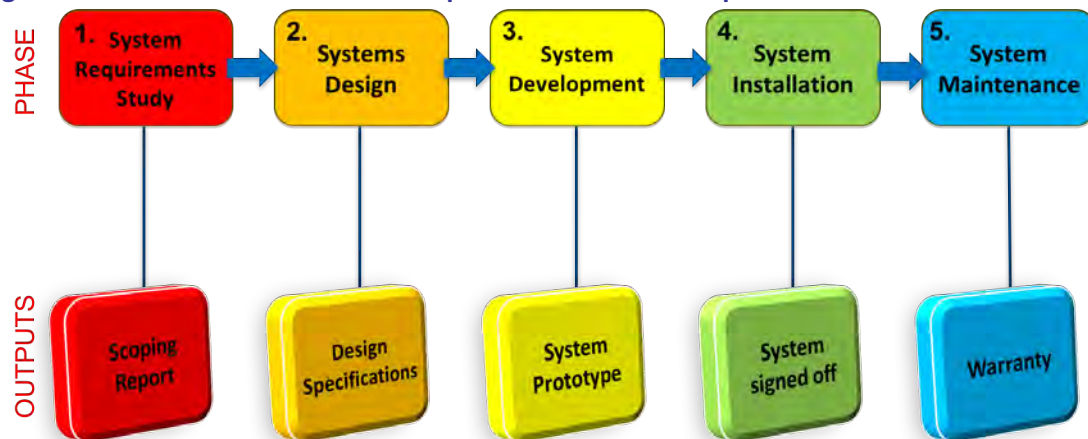 PHASE
1. System
Requirements
Study
2.
Systems
Design
3.
System
Development
4.
System
Installation
5.
System
Maintenance
OUTPUTS
Scoping
Report
Design
Specifications
System
Prototype
System
signed off
Warranty